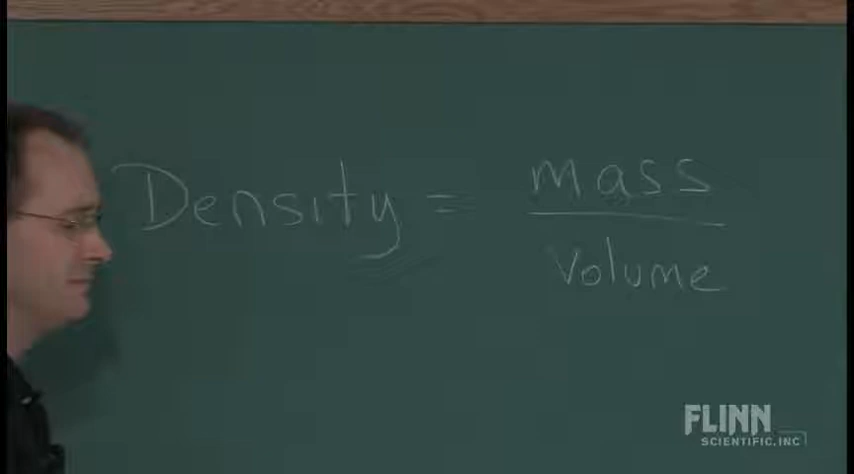 Density = mass
volume
FLINN
SCIENTIFIC, INC